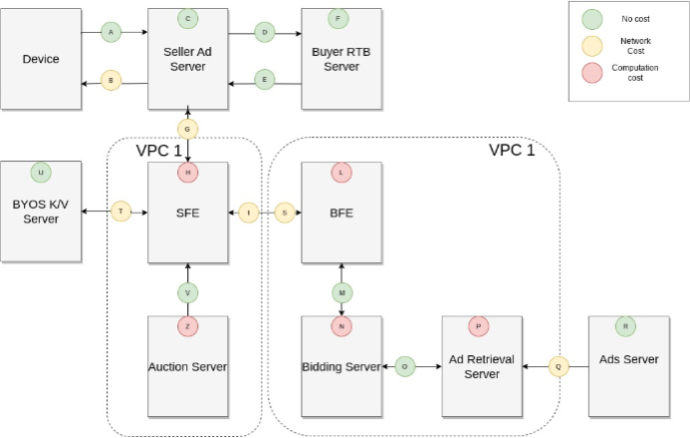 C
F
No cost
A
D
Device
Seller Ad
Server
Buyer RTB
Server
Network
Cost
B
E
Computation
cost
G
VPC 1
VPC 1
U
H
L
BYOS K/V
Server
T
SFE
I
S
BFE
V
M
Z
N
P
R
Auction Server
Bidding Server
O
Ad Retrieval
Server
Q
Ads Server